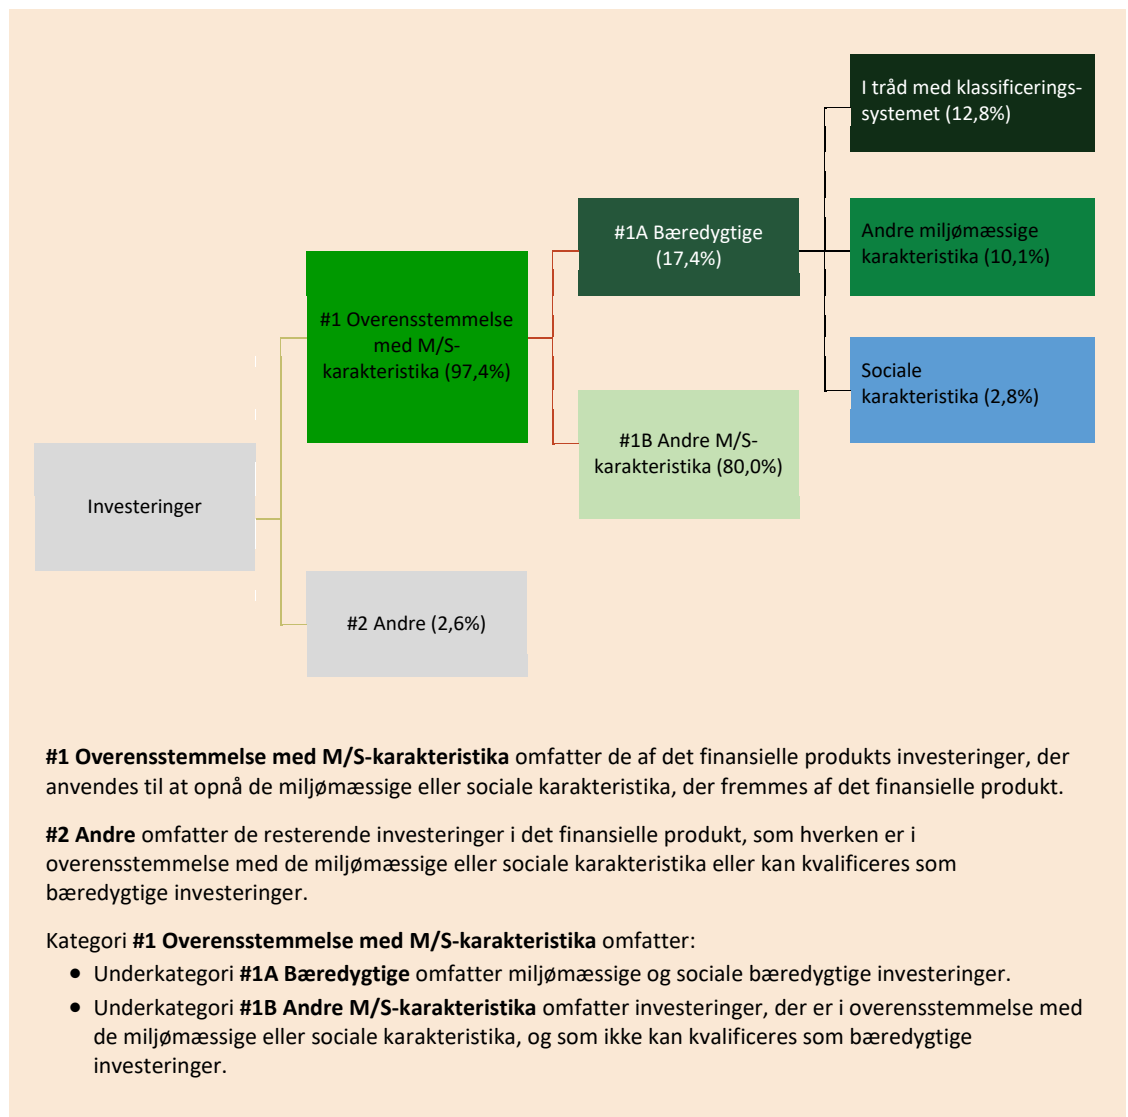 I tråd med klassificerings-
systemet (12,8%)
#1A Bæredygtige
(17,4%)
Andre miljømæssige
karakteristika (10,1%)
#1 Overensstemmelse
med M/S-
karakteristika (97,4%)
Sociale
karakteristika (2,8%)
#1B Andre M/S-
karakteristika (80,0%)
Investeringer
#2 Andre (2,6%)
#1 Overensstemmelse med M/S-karakteristika omfatter de af det finansielle produkts investeringer, der
anvendes til at opnå de miljømæssige eller sociale karakteristika, der fremmes af det finansielle produkt.
#2 Andre omfatter de resterende investeringer i det finansielle produkt, som hverken er i
overensstemmelse med de miljømæssige eller sociale karakteristika eller kan kvalificeres som
bæredygtige investeringer.
Kategori #1 Overensstemmelse med M/S-karakteristika omfatter:
• Underkategori #1A Bæredygtige omfatter miljømæssige og sociale bæredygtige investeringer.
• Underkategori #1B Andre M/S-karakteristika omfatter investeringer, der er i overensstemmelse med
de miljømæssige eller sociale karakteristika, og som ikke kan kvalificeres som bæredygtige
investeringer.